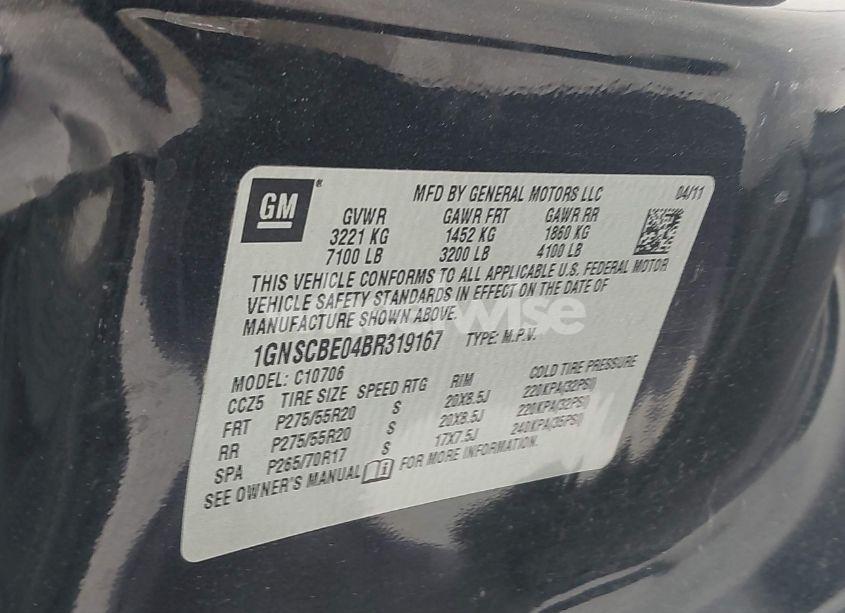 GM
MFD BY GENERAL MOTORS LLC 04/11
GVWR GAWR FRT GAWR RR
3221 KG 1452 KG 1860 KG
7100 LB 3200 LB 4100 LB
THIS VEHICLE CONFORMS TO ALL APPLICABLE U.S. FEDERAL MOTOR
VEHICLE SAFETY STANDARDS IN EFFECT ON THE DATE OF
MANUFACTURE SHOWN ABOVE.
1GNSCBE04BR319167 TYPE: M.P.V.
MODEL: C10706
CCZ5 TIRE SIZE SPEED RTG RIM COLD TIRE PRESSURE
FRT P275/55R20 S 20X8.5J 220KPA(32PSI)
RR P275/55R20 S 20X8.5J 220KPA(32PSI)
SPA P265/70R17 S 17X7.5J 240KPA(35PSI)
SEE OWNER'S MANUAL FOR MORE INFORMATION.